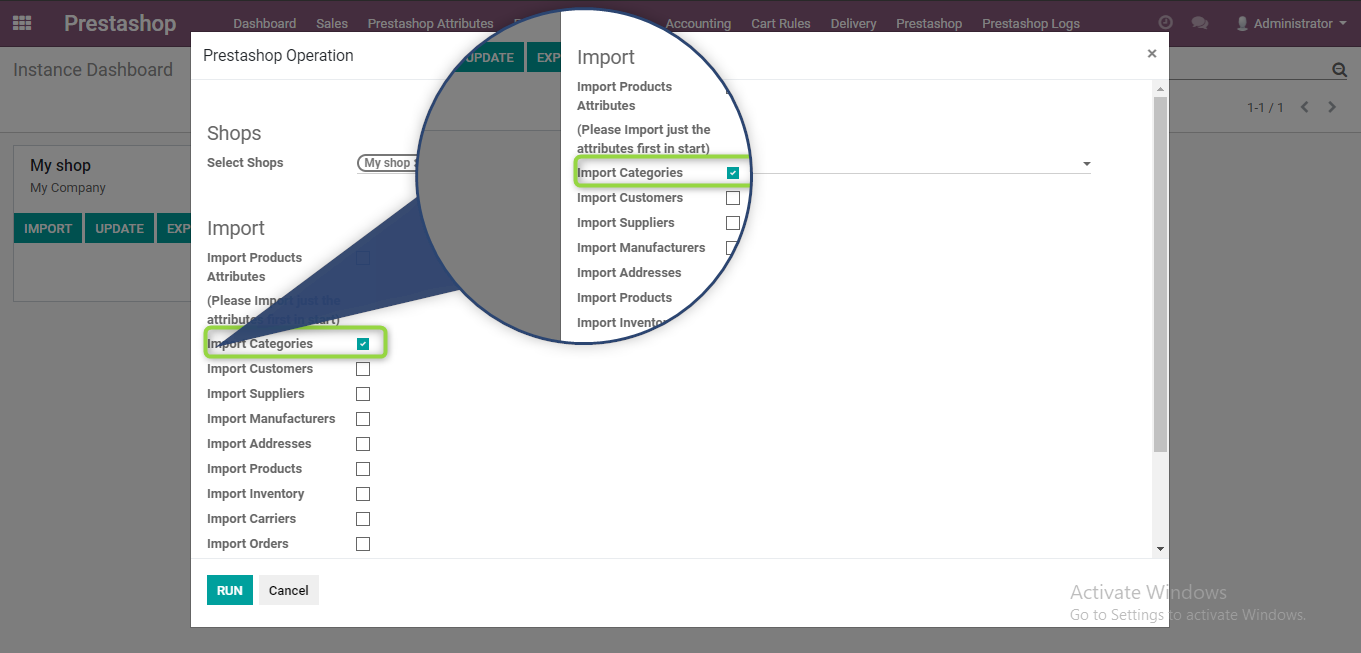 Prestashop Dashboard Sales Prestashop Attributes Accounting Cart Rules Delivery Prestashop Prestashop Logs Administrator
Instance Dashboard
1-1 / 1
My shop
My Company
IMPORT UPDATE EXP
Prestashop Operation ×
Shops
Select Shops My shop
Import
Import Products
Attributes
(Please Import just the
attributes first in start)
Import Categories
Import Customers
Import Suppliers
Import Manufacturers
Import Addresses
Import Products
Import Inventory
Import Carriers
Import Orders
RUN Cancel
UPDATE EXP
Import
Import Products
Attributes
(Please Import just the
attributes first in start)
Import Categories
Import Customers
Import Suppliers
Import Manufacturers
Import Addresses
Import Products
Import Invento
Activate Windows
Go to Settings to activate Windows.